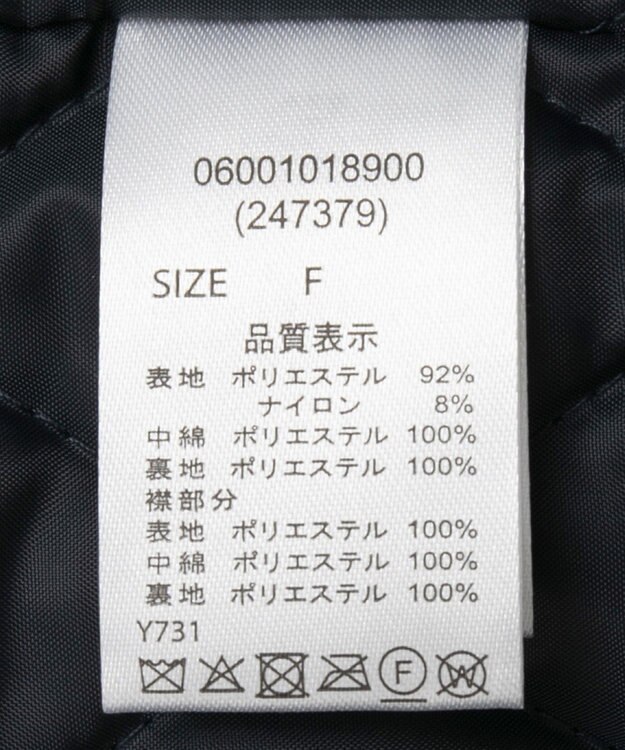 06001018900
(247379)
SIZE F
品質表示
表地 ポリエステル 92%
ナイロン 8%
中綿 ポリエステル 100%
裏地 ポリエステル 100%
襟部分
表地 ポリエステル 100%
中綿 ポリエステル 100%
裏地 ポリエステル 100%
Y731
F W